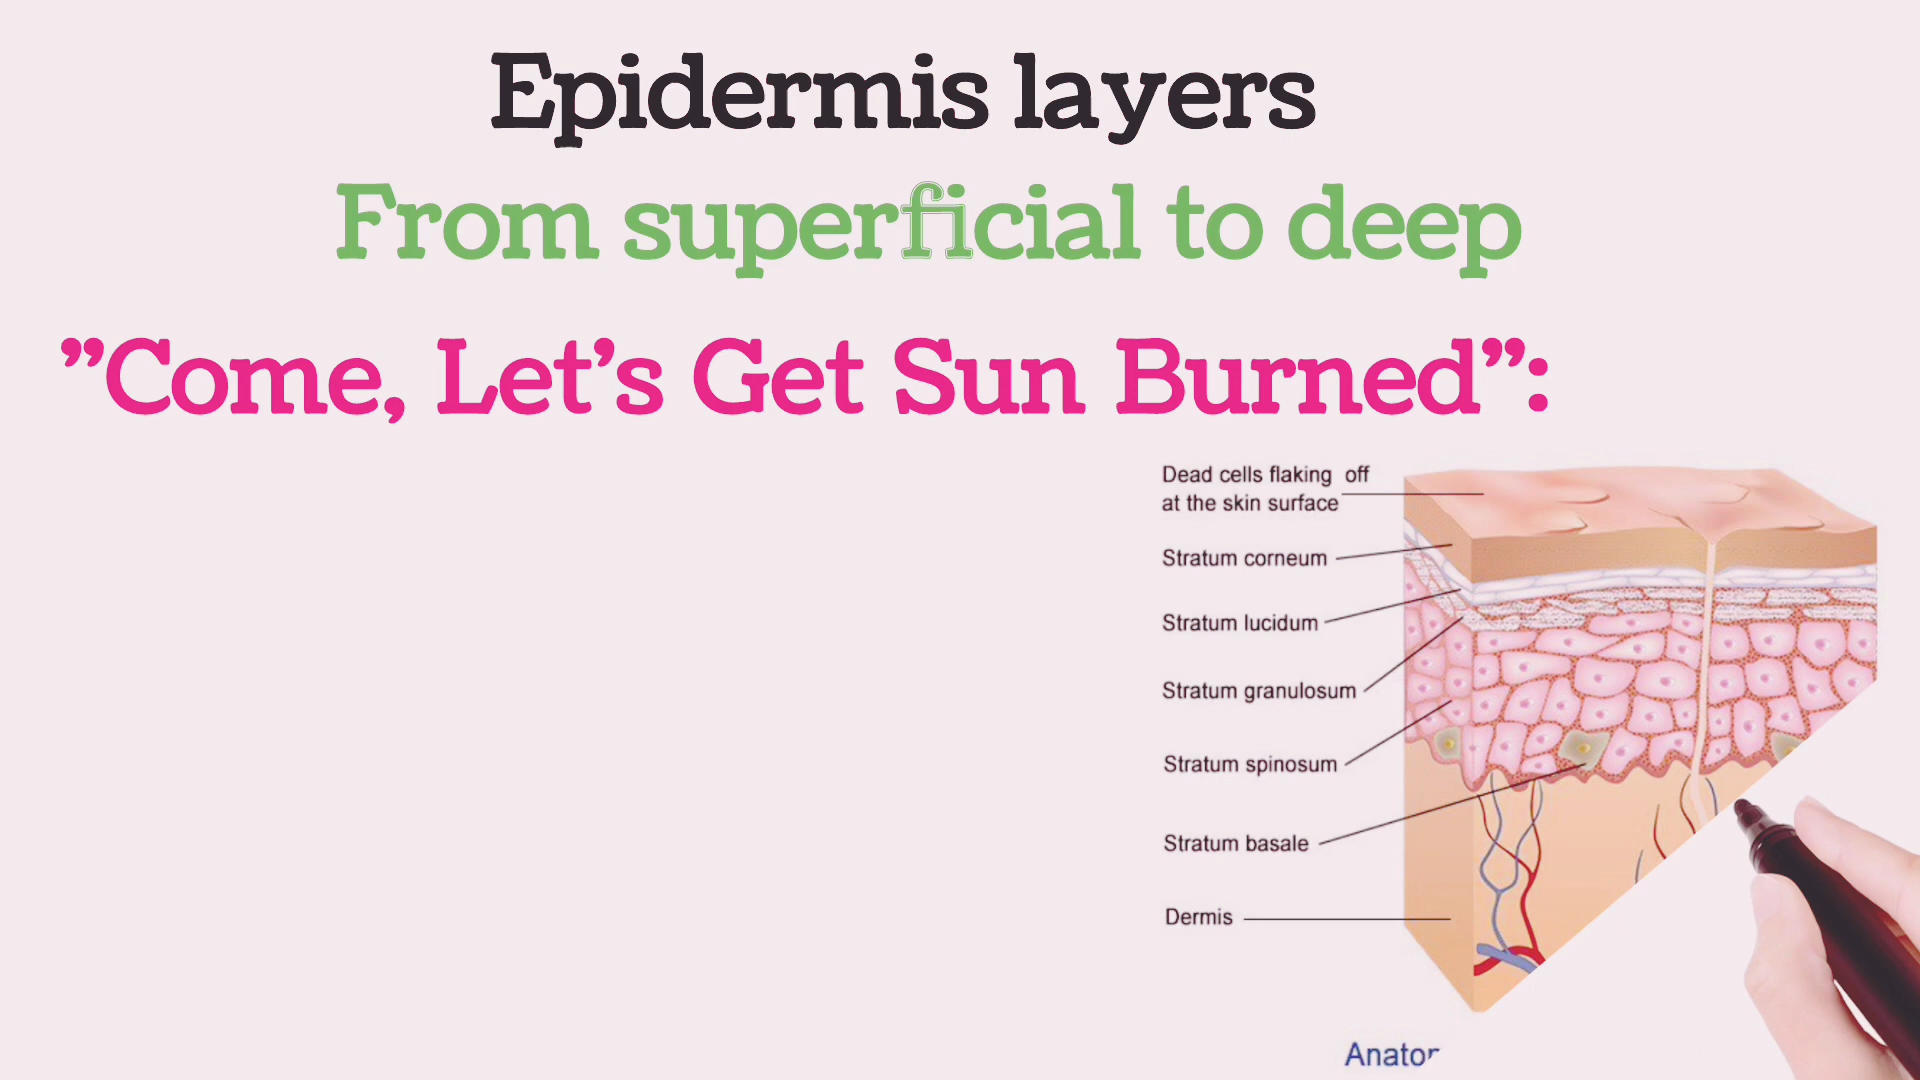 Epidermis layers
From superficial to deep
”Come, Let’s Get Sun Burned”:
Dead cells flaking off
at the skin surface
Stratum corneum
Stratum lucidum
Stratum granulosum
Stratum spinosum
Stratum basale
Dermis